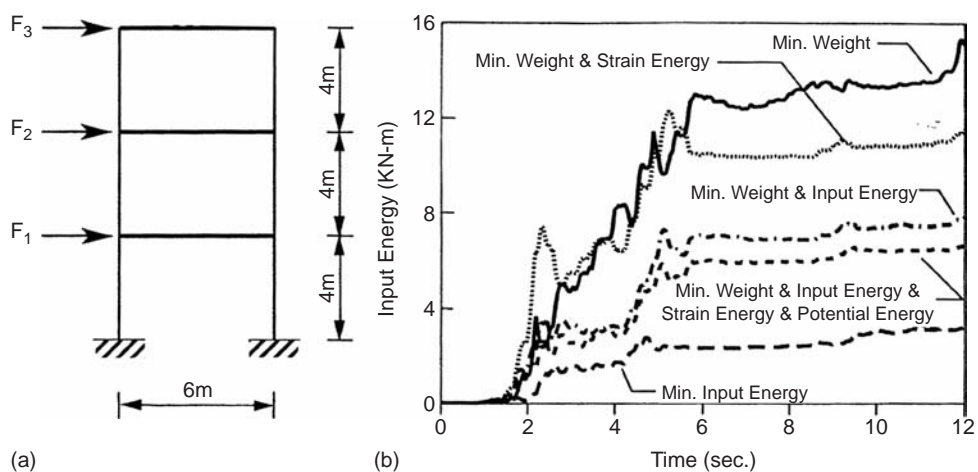 F3
F2
F1
4m
4m
4m
6m
(a)
Input Energy (KN-m)
16
12
8
4
0
Min. Weight
Min. Weight & Strain Energy
Min. Weight & Input Energy
Min. Weight & Input Energy &
Strain Energy & Potential Energy
Min. Input Energy
0
2
4
6
8
10
12
Time (sec.)
(b)